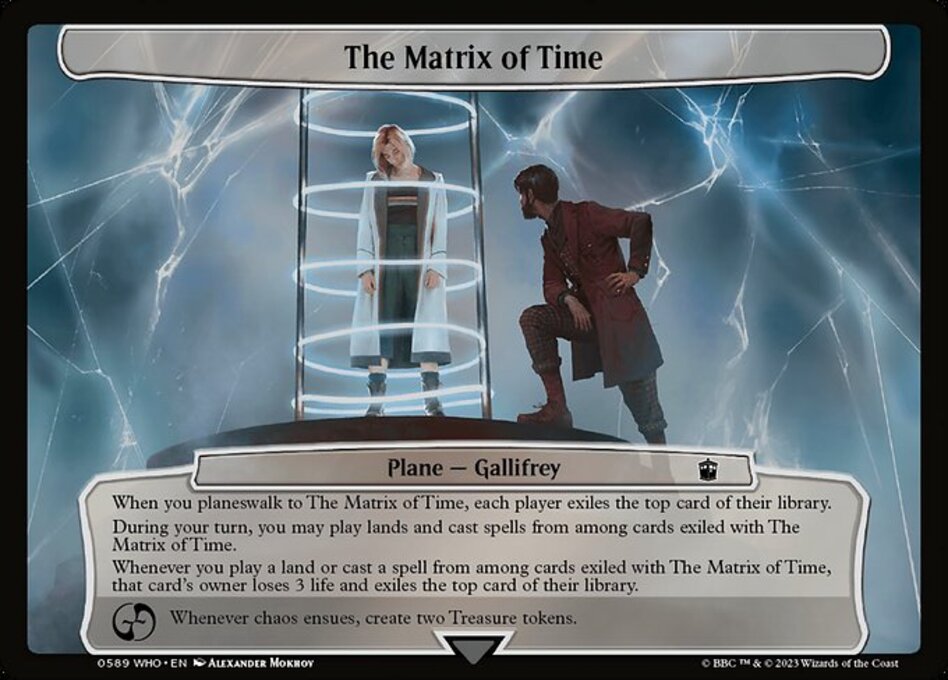 The Matrix of Time
Plane — Gallifrey
When you planeswalk to The Matrix of Time, each player exiles the top card of their library.
During your turn, you may play lands and cast spells from among cards exiled with The
Matrix of Time.
Whenever you play a land or cast a spell from among cards exiled with The Matrix of Time,
that card's owner loses 3 life and exiles the top card of their library.
Whenever chaos ensues, create two Treasure tokens.
0589 WHO • EN Alexander Mokhov
© BBC ™ & © 2023 Wizards of the Coast